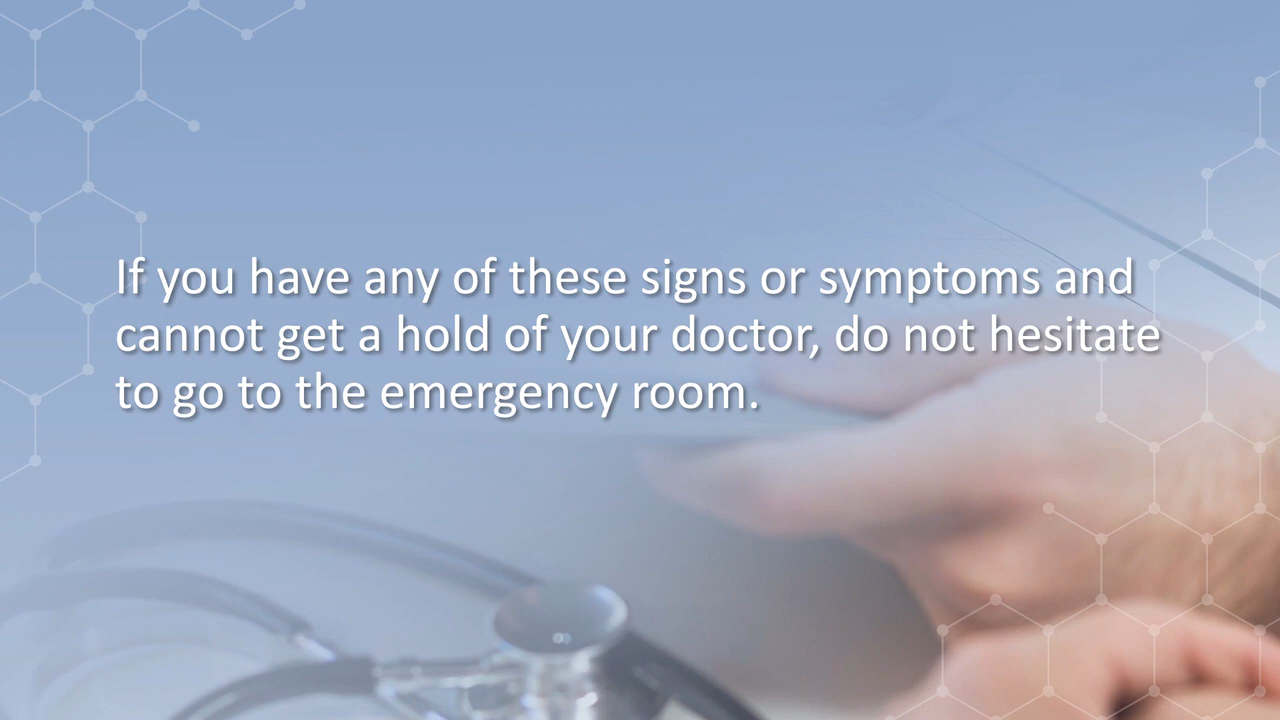 If you have any of these signs or symptoms and
cannot get a hold of your doctor, do not hesitate
to go to the emergency room.